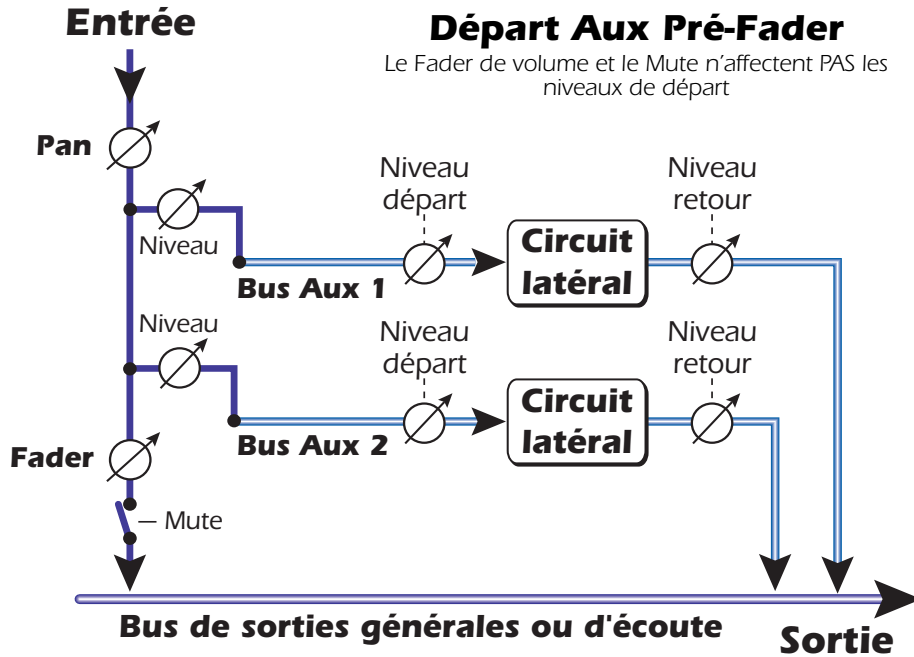 Entrée
Départ Aux Pré-Fader
Le Fader de volume et le Mute n'affectent PAS les
niveaux de départ
Pan
Niveau
Niveau
départ
Circuit
latéral
Niveau
retour
Bus Aux 1
Niveau
Niveau
départ
Circuit
latéral
Niveau
retour
Bus Aux 2
Fader
Mute
Bus de sorties générales ou d'écoute
Sortie